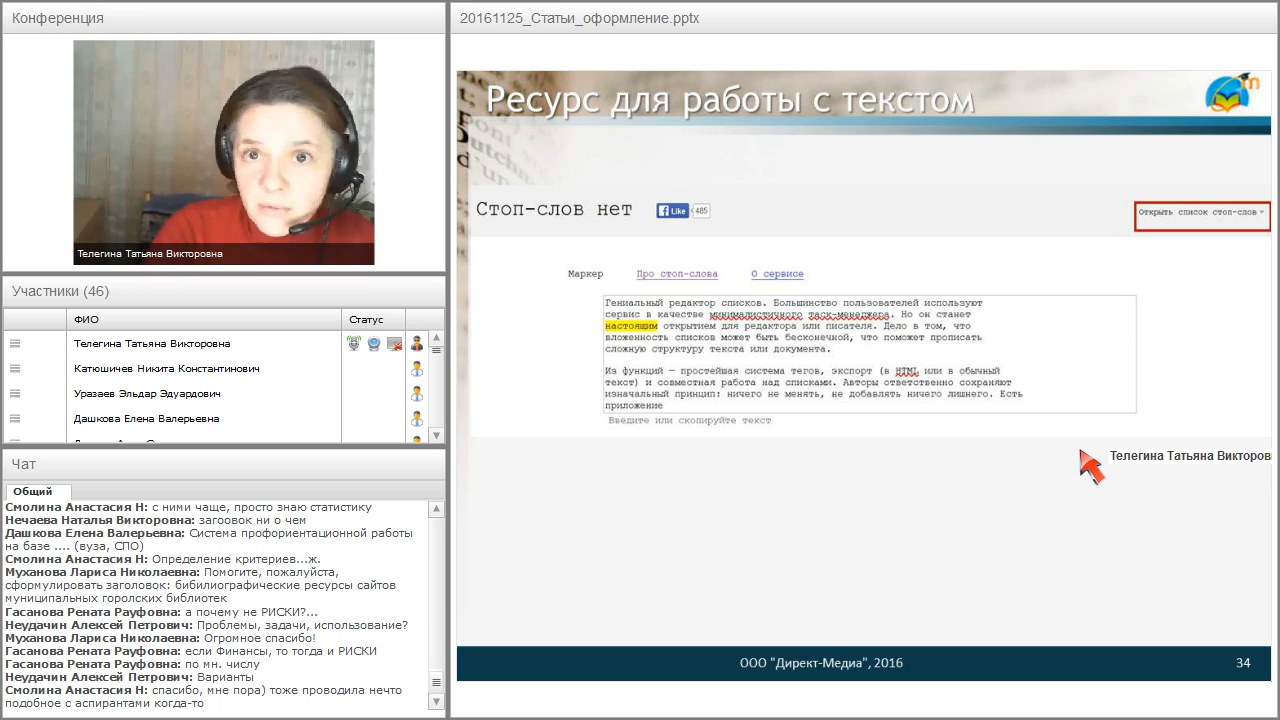 Конференция
Телегина Татьяна Викторовна
Участники (46)
ФИО
Статус
Телегина Татьяна Викторовна
Катюшичев Никита Константинович
Уразаев Эльдар Эдуардович
Дашкова Елена Валерьевна
Чат
Общий
Смолина Анастасия Н: с ними чаще, просто знаю статистику
Нечаева Наталья Викторовна: загоовок ни о чем
Дашкова Елена Валерьевна: Система профориентационной работы
на базе .... (вуза, СПО)
Смолина Анастасия Н: Определение критериев...ж.
Муханова Лариса Николаевна: Помогите, пожалуйста,
сформулировать заголовок: бибилиографические ресурсы сайтов
муниципальных горолских библиотек
Гасанова Рената Рауфовна: а почему не РИСКИ?...
Неудачин Алексей Петрович: Проблемы, задачи, использование?
Муханова Лариса Николаевна: Огромное спасибо!
Гасанова Рената Рауфовна: если Финансы, то тогда и РИСКИ
Гасанова Рената Рауфовна: по мн. числу
Неудачин Алексей Петрович: Варианты
Смолина Анастасия Н: спасибо, мне пора) тоже проводила нечто
подобное с аспирантами когда-то
20161125_Статьи_оформление.pptx
Ресурс для работы с текстом
Стоп-слов нет
Like 485
Открыть список стоп-слов
Маркер Про стоп-слова О сервисе
Гениальный редактор списков. Большинство пользователей используют
сервис в качестве минималистичного таск-менеджера. Но он станет
настоящим открытием для редактора или писателя. Дело в том, что
вложенность списков может быть бесконечной, что поможет прописать
сложную структуру текста или документа.
Из функций — простейшая система тегов, экспорт (в HTML или в обычный
текст) и совместная работа над списками. Авторы ответственно сохраняют
изначальный принцип: ничего не менять, не добавлять ничего лишнего. Есть
приложение
Введите или скопируйте текст
Телегина Татьяна Викторов
ООО "Директ-Медиа", 2016
34